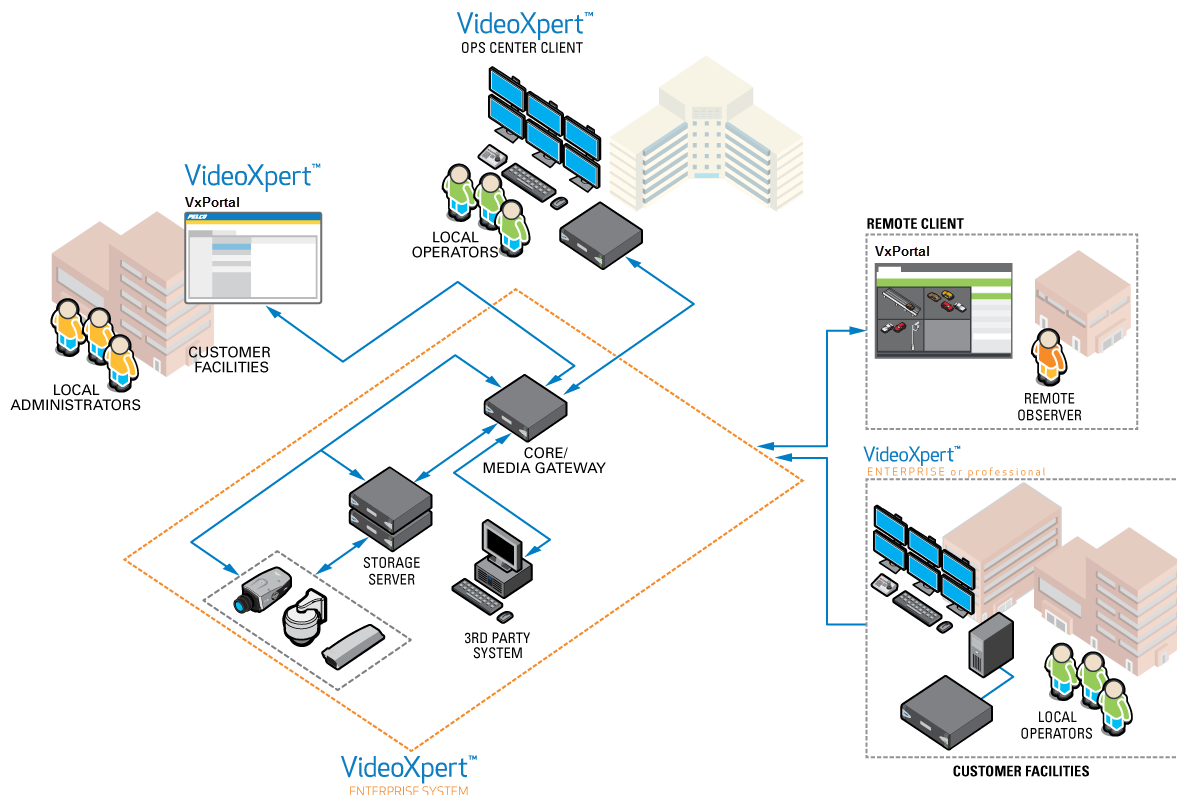 VideoXpert™
OPS CENTER CLIENT
VideoXpert™
VxPortal
PELCO
LOCAL
OPERATORS
CUSTOMER
FACILITIES
LOCAL
ADMINISTRATORS
REMOTE CLIENT
VxPortal
REMOTE
OBSERVER
CORE/
MEDIA GATEWAY
STORAGE
SERVER
3RD PARTY
SYSTEM
VideoXpert™
ENTERPRISE or professional
LOCAL
OPERATORS
CUSTOMER FACILITIES
VideoXpert™
ENTERPRISE SYSTEM